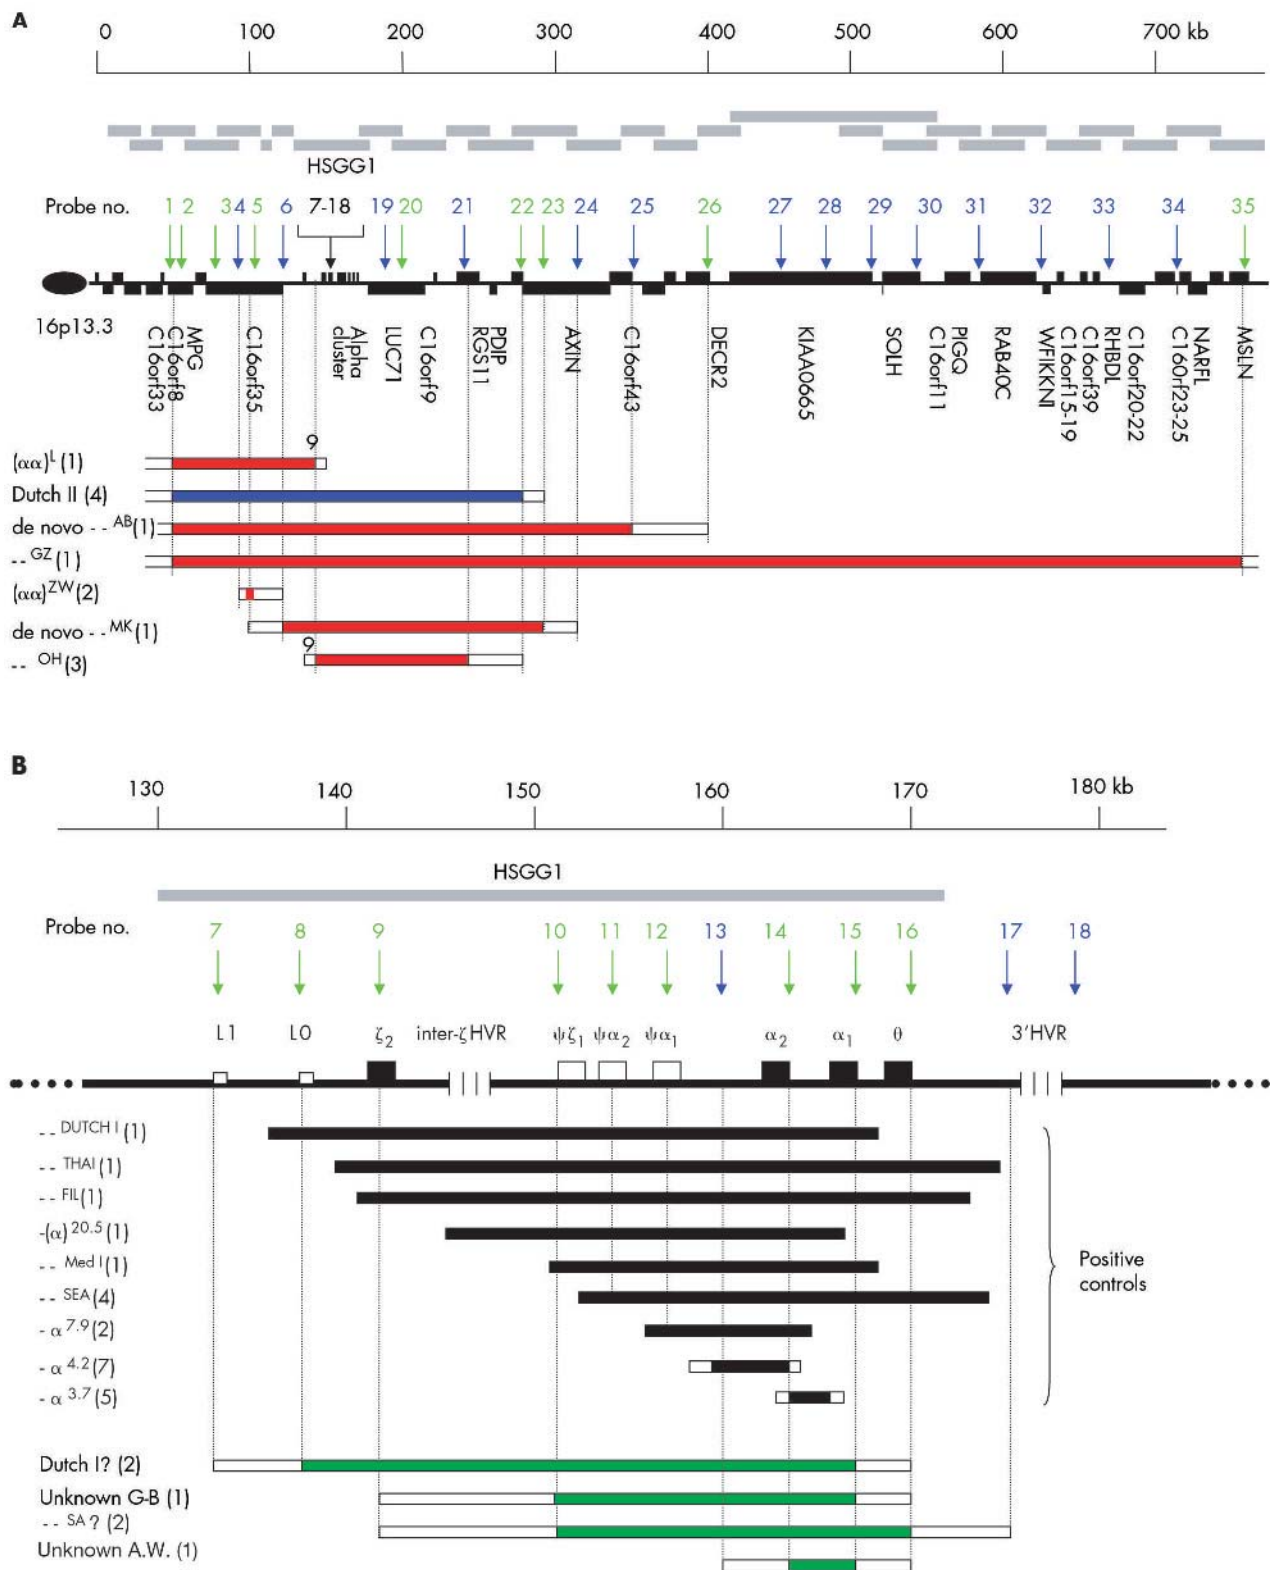 A
0 100 200 300 400 500 600 700 kb
HSGG1
Probe no. 1 2 3 4 5 6 7-18 19 20 21 22 23 24 25 26 27 28 29 30 31 32 33 34 35
16p13.3
C16orf33
C16orf8
MPG
C16orf35
Alpha cluster
LUC71
C16orf9
RGS11
PDIP
AXIN
C16orf43
DECR2
KIAA0665
SOLH
C16orf11
PIGQ
RAB40C
WFIKKNI
C16orf15-19
C16orf39
RHBDL
C16orf20-22
C160rf23-25
NARFL
MSLN
9
(αα)L (1)
Dutch II (4)
de novo - - AB(1)
- - GZ (1)
(αα)ZW (2)
de novo - - MK (1)
9
- - OH (3)
B
130 140 150 160 170 180 kb
HSGG1
Probe no. 7 8 9 10 11 12 13 14 15 16 17 18
L1 L0 ζ2 inter-ζ HVR ψζ1 ψα2 ψα1 α2 α1 θ 3'HVR
- - DUTCH I (1)
- - THAI (1)
- - FIL (1)
-(α) 20.5 (1)
- - Med I (1)
Positive
controls
- - SEA (4)
- α 7.9 (2)
- α 4.2 (7)
- α 3.7 (5)
Dutch I? (2)
Unknown G-B (1)
- - SA ? (2)
Unknown A.W. (1)